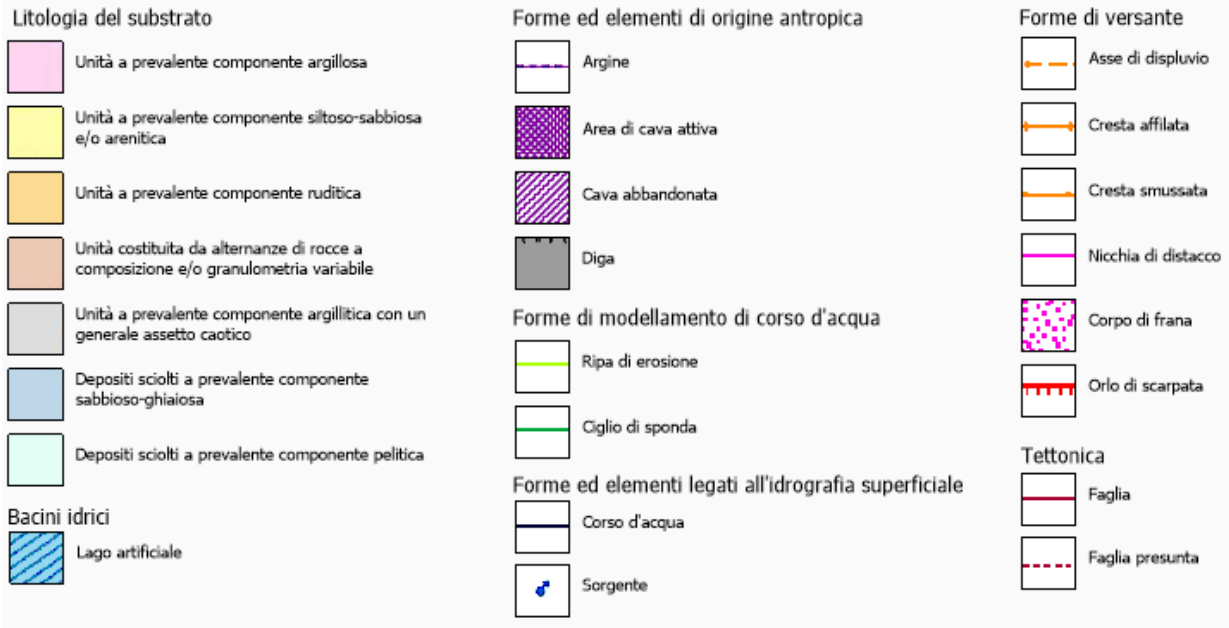 Litologia del substrato
Unità a prevalente componente argillosa
Unità a prevalente componente siltoso-sabbiosa
e/o arenitica
Unità a prevalente componente ruditica
Unità costituita da alternanze di rocce a
composizione e/o granulometria variabile
Unità a prevalente componente argillitica con un
generale assetto caotico
Depositi sciolti a prevalente componente
sabbioso-ghiaiosa
Depositi sciolti a prevalente componente pelitica
Bacini idrici
Lago artificiale
Forme ed elementi di origine antropica
Argine
Area di cava attiva
Cava abbandonata
Diga
Forme di modellamento di corso d'acqua
Ripa di erosione
Ciglio di sponda
Forme ed elementi legati all'idrografia superficiale
Corso d'acqua
Sorgente
Forme di versante
Asse di displuvio
Cresta affilata
Cresta smussata
Nicchia di distacco
Corpo di frana
Orlo di scarpata
Tettonica
Faglia
Faglia presunta